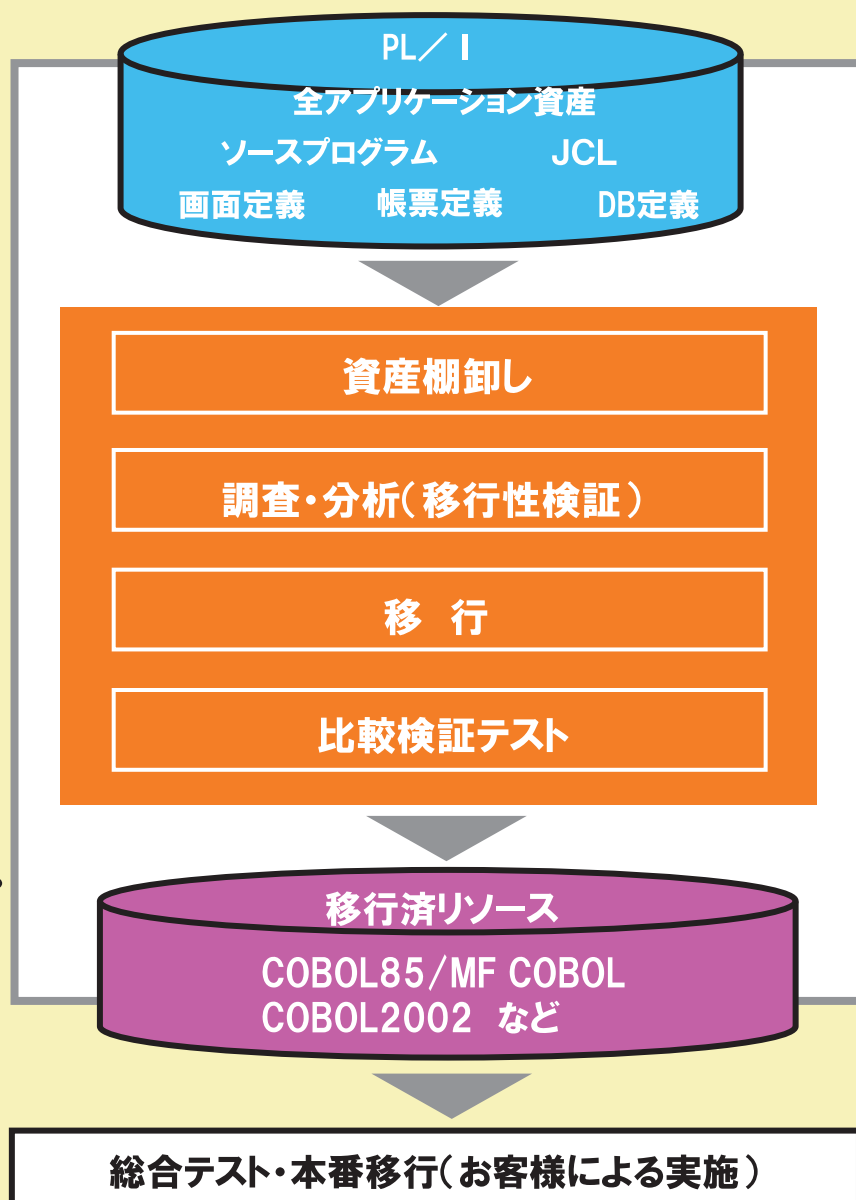 PL／Ⅰ
全アプリケーション資産
ソースプログラム JCL
画面定義 帳票定義 DB定義
資産棚卸し
調査・分析（移行性検証）
移 行
比較検証テスト
移行済リソース
COBOL85/MF COBOL
COBOL2002 など
総合テスト・本番移行（お客様による実施）